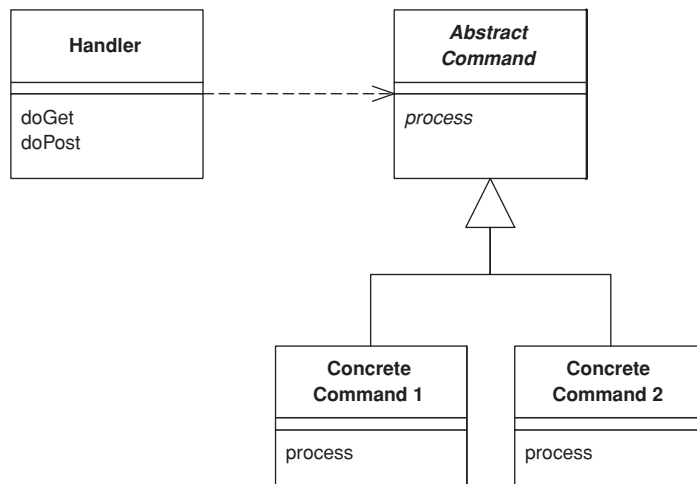 Handler
doGet
doPost
Abstract
Command
process
Concrete
Command 1
process
Concrete
Command 2
process